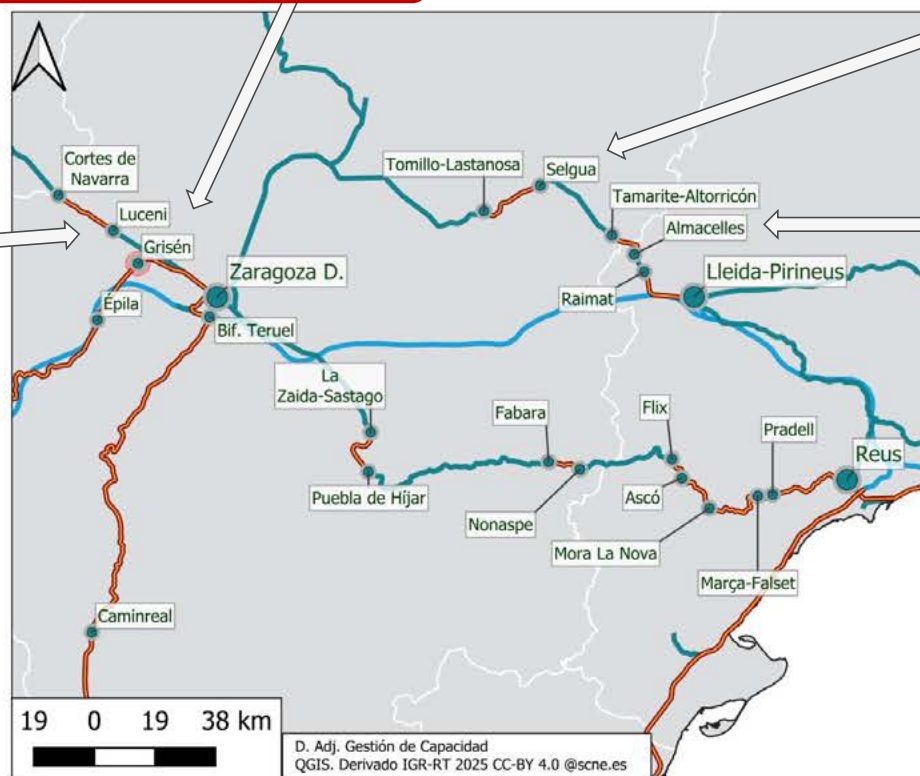 Cortes de
Navarra
Luceni
Grisén
Épila
Zaragoza D.
Bif. Teruel
Tomillo-Lastanosa
Selgua
Tamarite-Altorricón
Almacelles
Raimat
Lleida-Pirineus
La
Zaida-Sastago
Puebla de Híjar
Fabara
Nonaspe
Flix
Ascó
Mora La Nova
Pradell
Reus
Marça-Falset
Caminreal
19 0 19 38 km
D. Adj. Gestión de Capacidad
QGIS. Derivado IGR-RT 2025 CC-BY 4.0 @scne.es